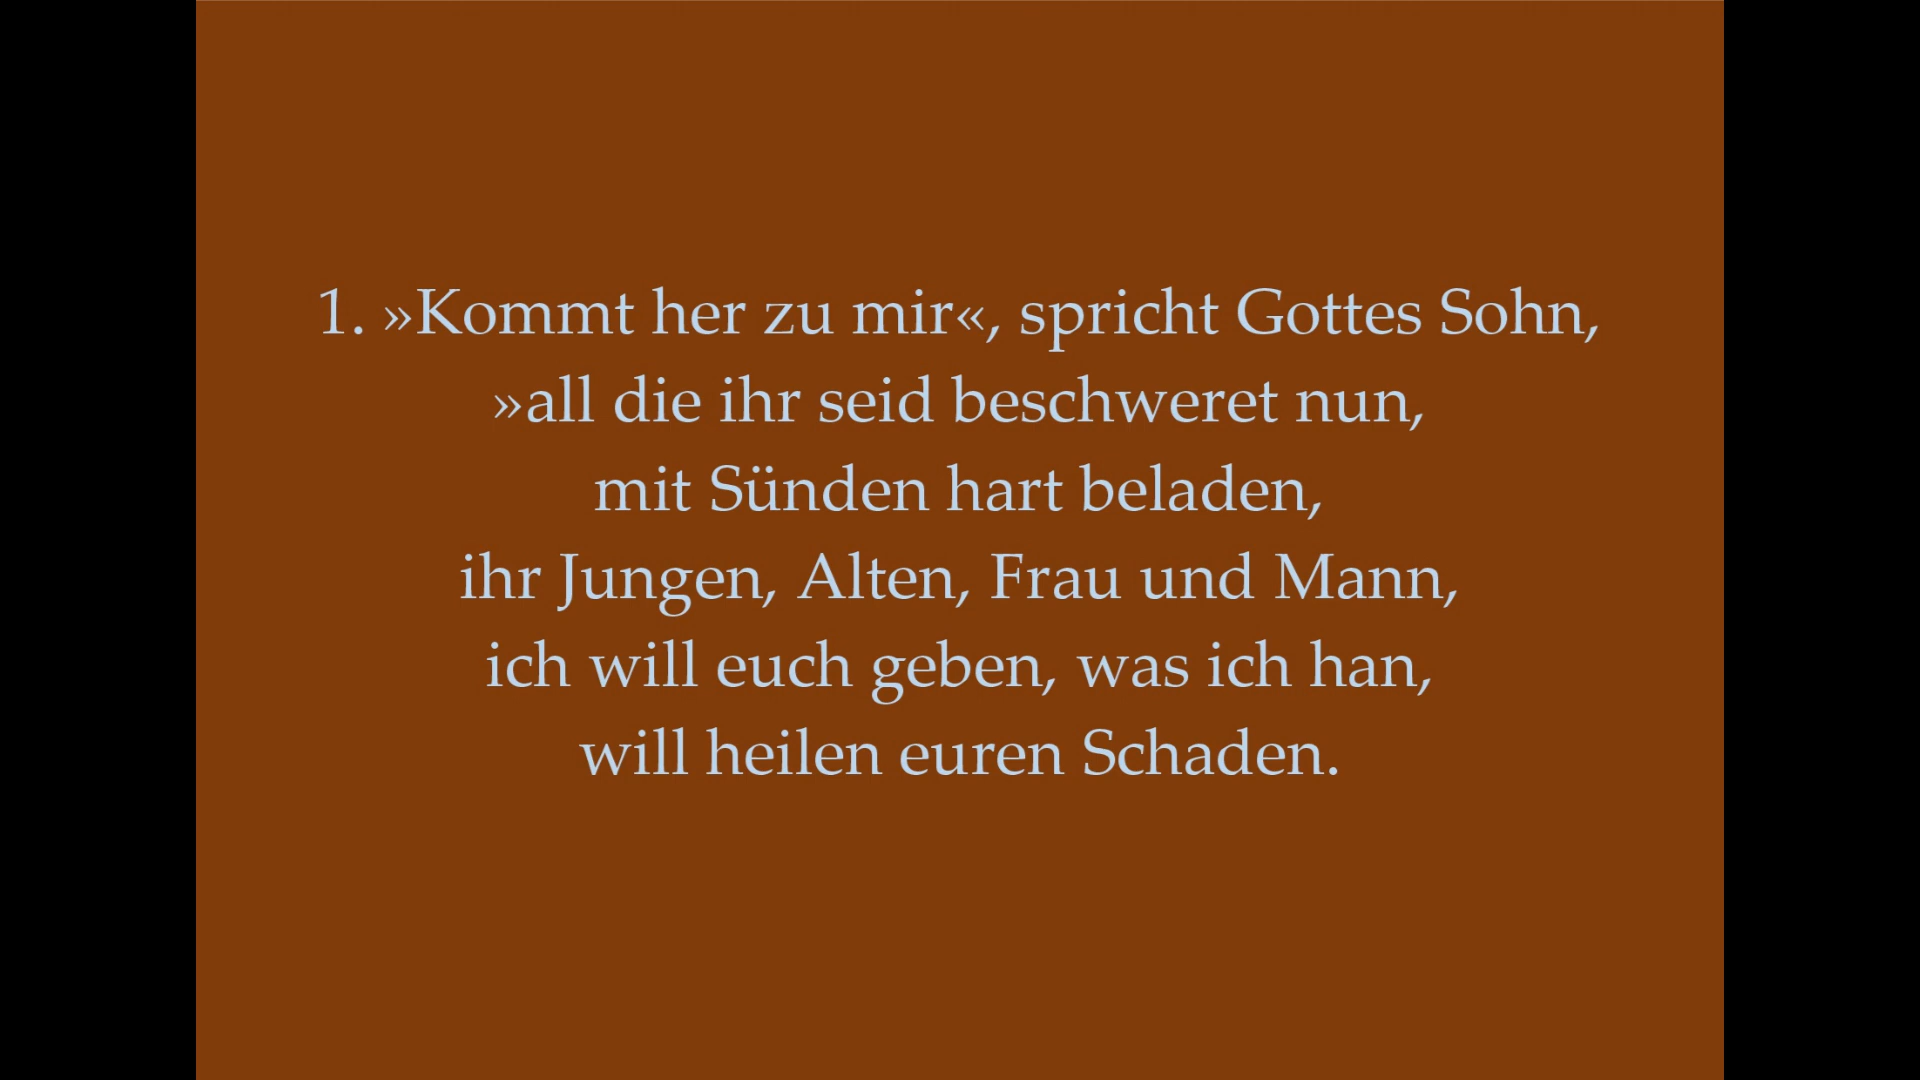 1. »Kommt her zu mir«, spricht Gottes Sohn,
»all die ihr seid beschweret nun,
mit Sünden hart beladen,
ihr Jungen, Alten, Frau und Mann,
ich will euch geben, was ich han,
will heilen euren Schaden.